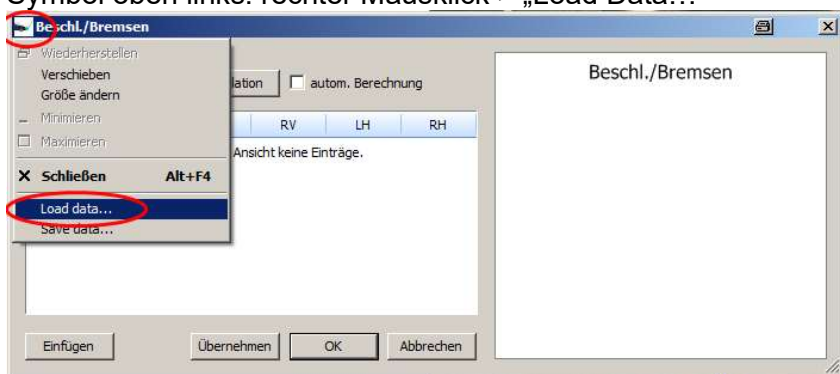 Symbol oben links: rechter Mausklick > „Load Data…
Beschl./Bremsen
Wiederherstellen
Verschieben
Größe ändern
Minimieren
Maximieren
Schließen Alt+F4
Load data...
Save data...
lation autom. Berechnung
RV LH RH
Ansicht keine Einträge.
Einfügen Übernehmen OK Abbrechen
Beschl./Bremsen